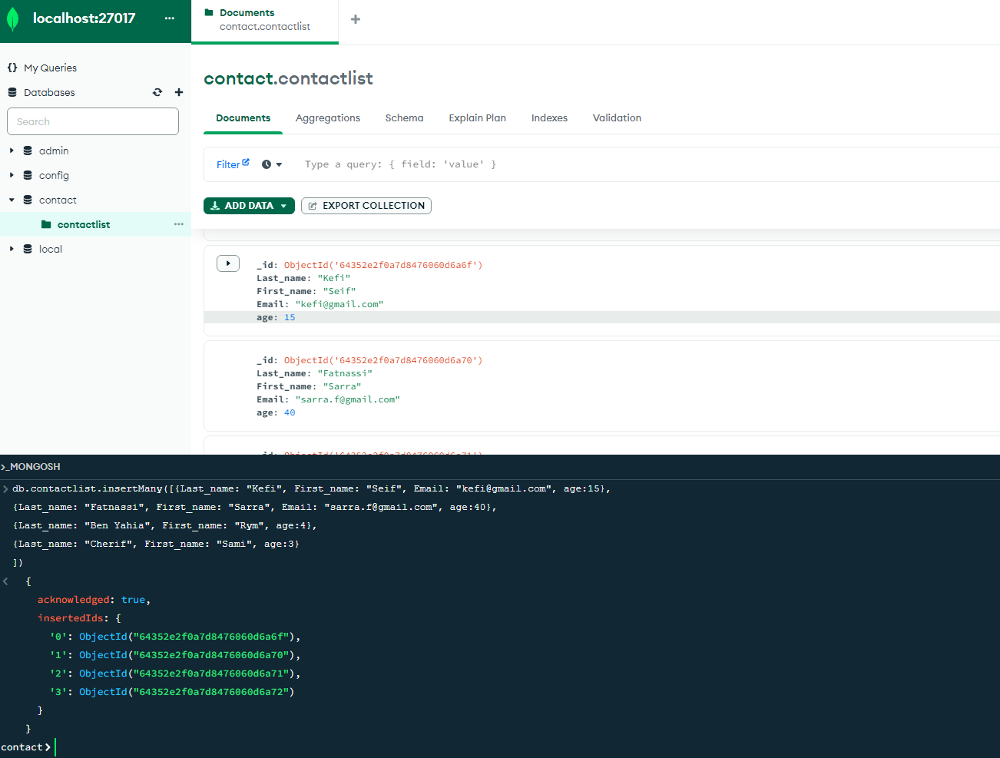 localhost:27017
...
Documents
contact.contactlist
+
{} My Queries
Databases
Search
admin
config
contact
contactlist
...
local
contact.contactlist
Documents Aggregations Schema Explain Plan Indexes Validation
Filter Type a query: { field: 'value' }
ADD DATA EXPORT COLLECTION
_id: ObjectId('64352e2f0a7d8476060d6a6f')
Last_name: "Kefi"
First_name: "Seif"
Email: "kefi@gmail.com"
age: 15
_id: ObjectId('64352e2f0a7d8476060d6a70')
Last_name: "Fatnassi"
First_name: "Sarra"
Email: "sarra.f@gmail.com"
age: 40
_id: ObjectId('64352e2f0a7d8476060d6a71')
>_MONGOSH
> db.contactlist.insertMany([{Last_name: "Kefi", First_name: "Seif", Email: "kefi@gmail.com", age:15},
{Last_name: "Fatnassi", First_name: "Sarra", Email: "sarra.f@gmail.com", age:40},
{Last_name: "Ben Yahia", First_name: "Rym", age:4},
{Last_name: "Cherif", First_name: "Sami", age:3}
])
< {
acknowledged: true,
insertedIds: {
'0': ObjectId("64352e2f0a7d8476060d6a6f"),
'1': ObjectId("64352e2f0a7d8476060d6a70"),
'2': ObjectId("64352e2f0a7d8476060d6a71"),
'3': ObjectId("64352e2f0a7d8476060d6a72")
}
}
contact>